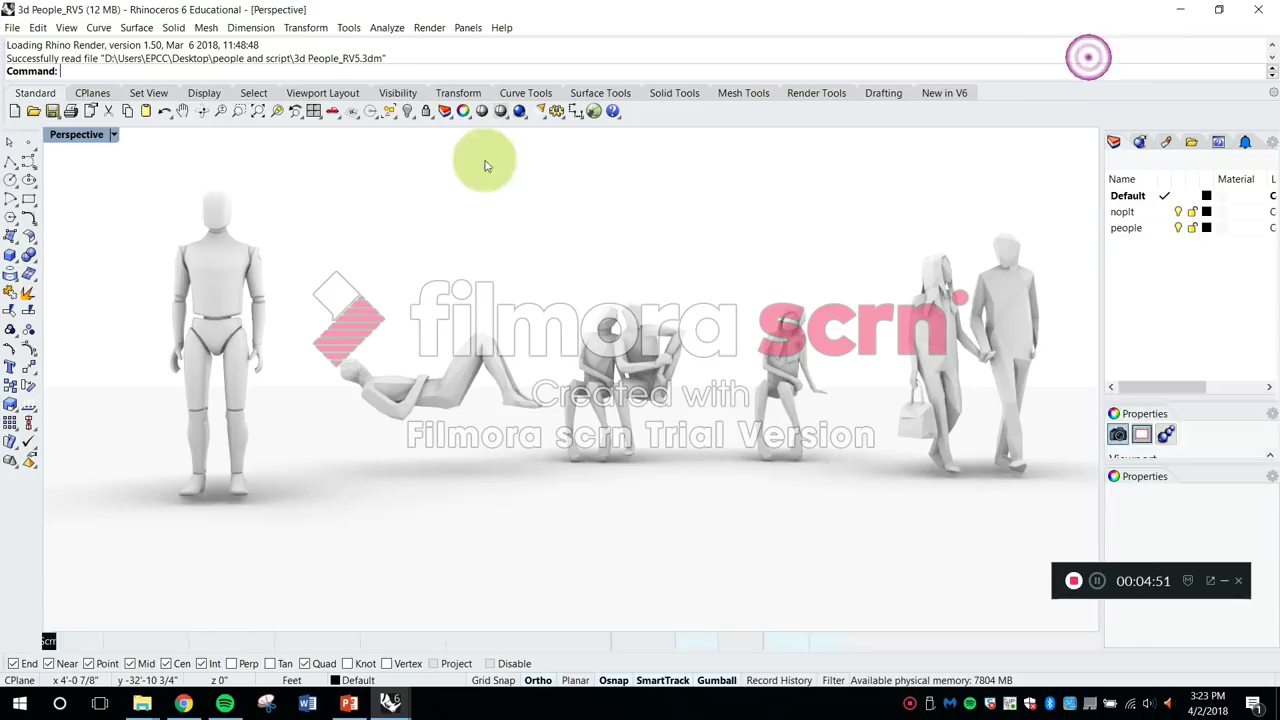 3d People_RV5 (12 MB) - Rhinoceros 6 Educational - [Perspective]
File Edit View Curve Surface Solid Mesh Dimension Transform Tools Analyze Render Panels Help
Loading Rhino Render, version 1.50, Mar 6 2018, 11:48:48
Successfully read file "D:\Users\EPCC\Desktop\people and script\3d People_RV5.3dm"
Command:
Standard CPlanes Set View Display Select Viewport Layout Visibility Transform Curve Tools Surface Tools Solid Tools Mesh Tools Render Tools Drafting New in V6
Perspective
Name Material L
Default C
noplt C
people C
filmora scrn
Created with
Filmora scrn Trial Version
Properties
Properties
00:04:51
Scrn
End Near Point Mid Cen Int Perp Tan Quad Knot Vertex Project Disable
CPlane x 4'-0 7/8" y -32'-10 3/4" z 0" Feet Default Grid Snap Ortho Planar Osnap SmartTrack Gumball Record History Filter Available physical memory: 7804 MB
3:23 PM
4/2/2018